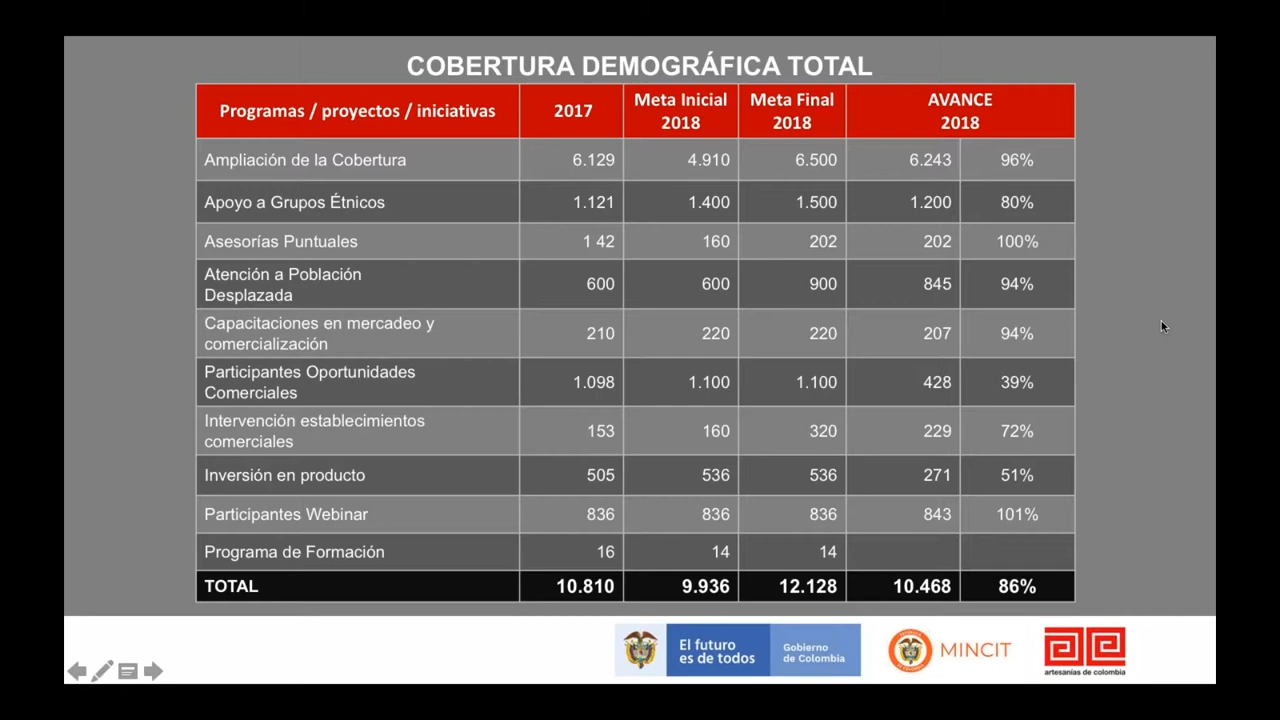 COBERTURA DEMOGRÁFICA TOTAL
Programas / proyectos / iniciativas 2017 Meta Inicial 2018 Meta Final 2018 AVANCE 2018
Ampliación de la Cobertura 6.129 4.910 6.500 6.243 96%
Apoyo a Grupos Étnicos 1.121 1.400 1.500 1.200 80%
Asesorías Puntuales 1 42 160 202 202 100%
Atención a Población
Desplazada 600 600 900 845 94%
Capacitaciones en mercadeo y
comercialización 210 220 220 207 94%
Participantes Oportunidades
Comerciales 1.098 1.100 1.100 428 39%
Intervención establecimientos
comerciales 153 160 320 229 72%
Inversión en producto 505 536 536 271 51%
Participantes Webinar 836 836 836 843 101%
Programa de Formación 16 14 14
TOTAL 10.810 9.936 12.128 10.468 86%
El futuro
es de todos
Gobierno
de Colombia
MINCIT
artesanías de colombia